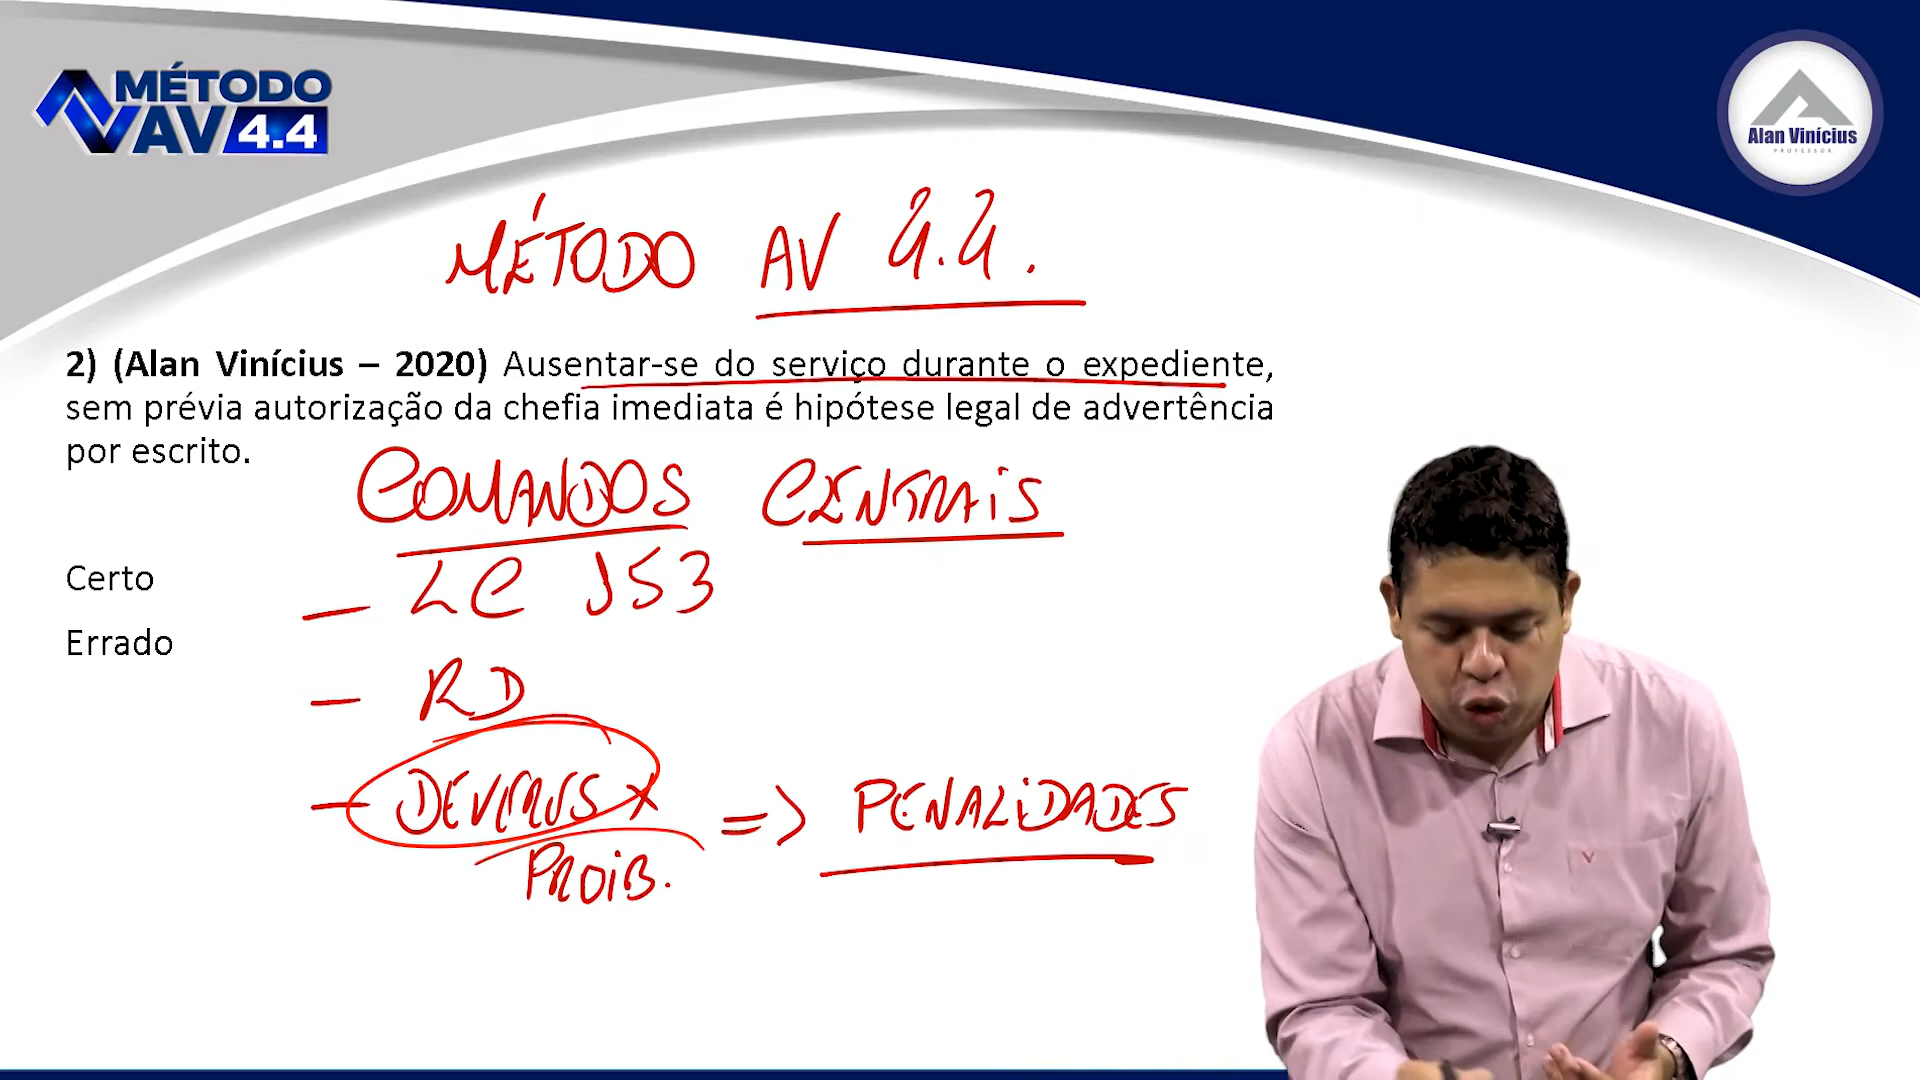 MÉTODO
AV 4.4
Alan Vinícius
PROFESSOR
MÉTODO AV 4.4.
2) (Alan Vinícius – 2020) Ausentar-se do serviço durante o expediente,
sem prévia autorização da chefia imediata é hipótese legal de advertência
por escrito.
COMANDOS CENTRAIS
Certo
– LC 153
Errado
– RD
– DEVERES X => PENALIDADES
PROIB.